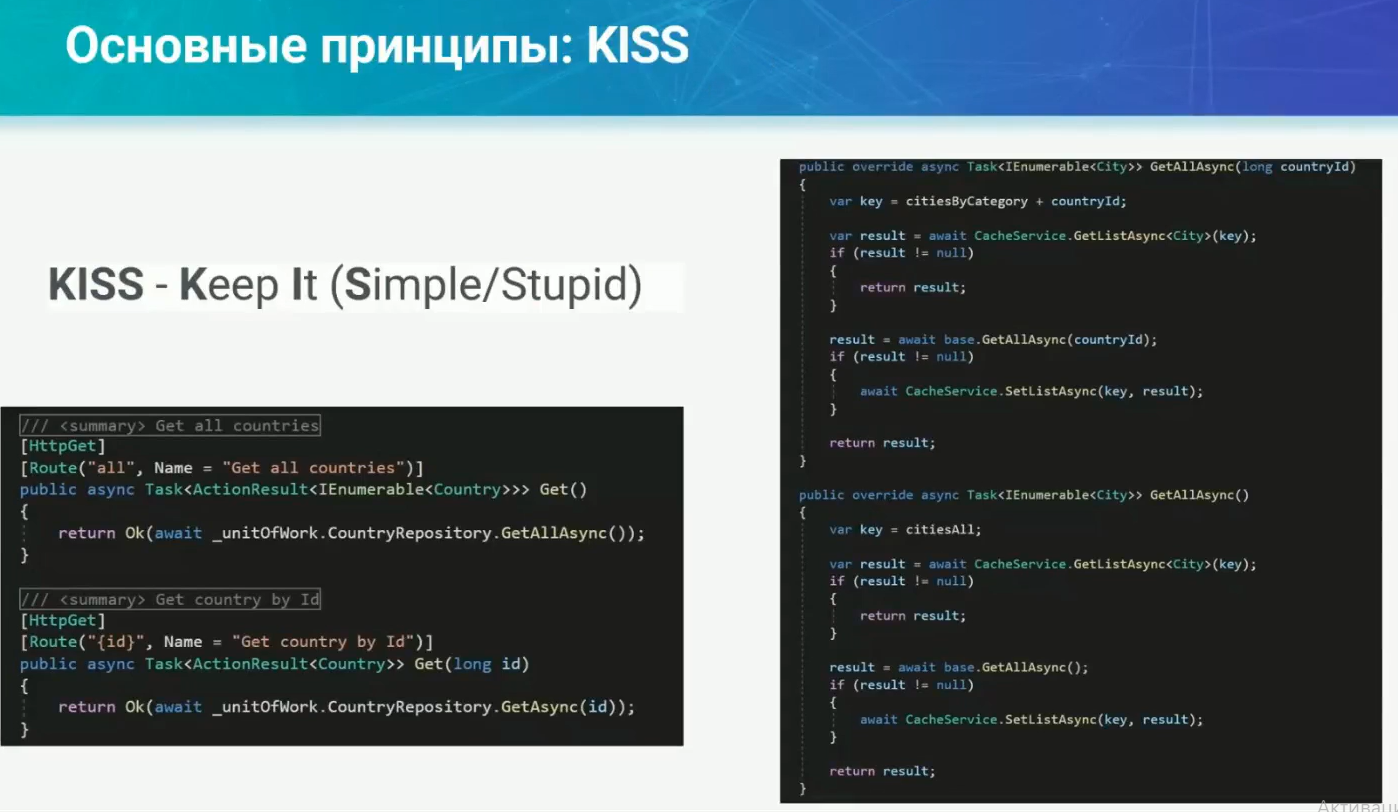 Основные принципы: KISS
KISS - Keep It (Simple/Stupid)
/// <summary> Get all countries
[HttpGet]
[Route("all", Name = "Get all countries")]
public async Task<ActionResult<IEnumerable<Country>>> Get()
{
return Ok(await _unitOfWork.CountryRepository.GetAllAsync());
}
/// <summary> Get country by Id
[HttpGet]
[Route("{id}", Name = "Get country by Id")]
public async Task<ActionResult<Country>> Get(long id)
{
return Ok(await _unitOfWork.CountryRepository.GetAsync(id));
}
public override async Task<IEnumerable<City>> GetAllAsync(long countryId)
{
var key = citiesByCategory + countryId;
var result = await CacheService.GetListAsync<City>(key);
if (result != null)
{
return result;
}
result = await base.GetAllAsync(countryId);
if (result != null)
{
await CacheService.SetListAsync(key, result);
}
return result;
}
public override async Task<IEnumerable<City>> GetAllAsync()
{
var key = citiesAll;
var result = await CacheService.GetListAsync<City>(key);
if (result != null)
{
return result;
}
result = await base.GetAllAsync();
if (result != null)
{
await CacheService.SetListAsync(key, result);
}
return result;
}